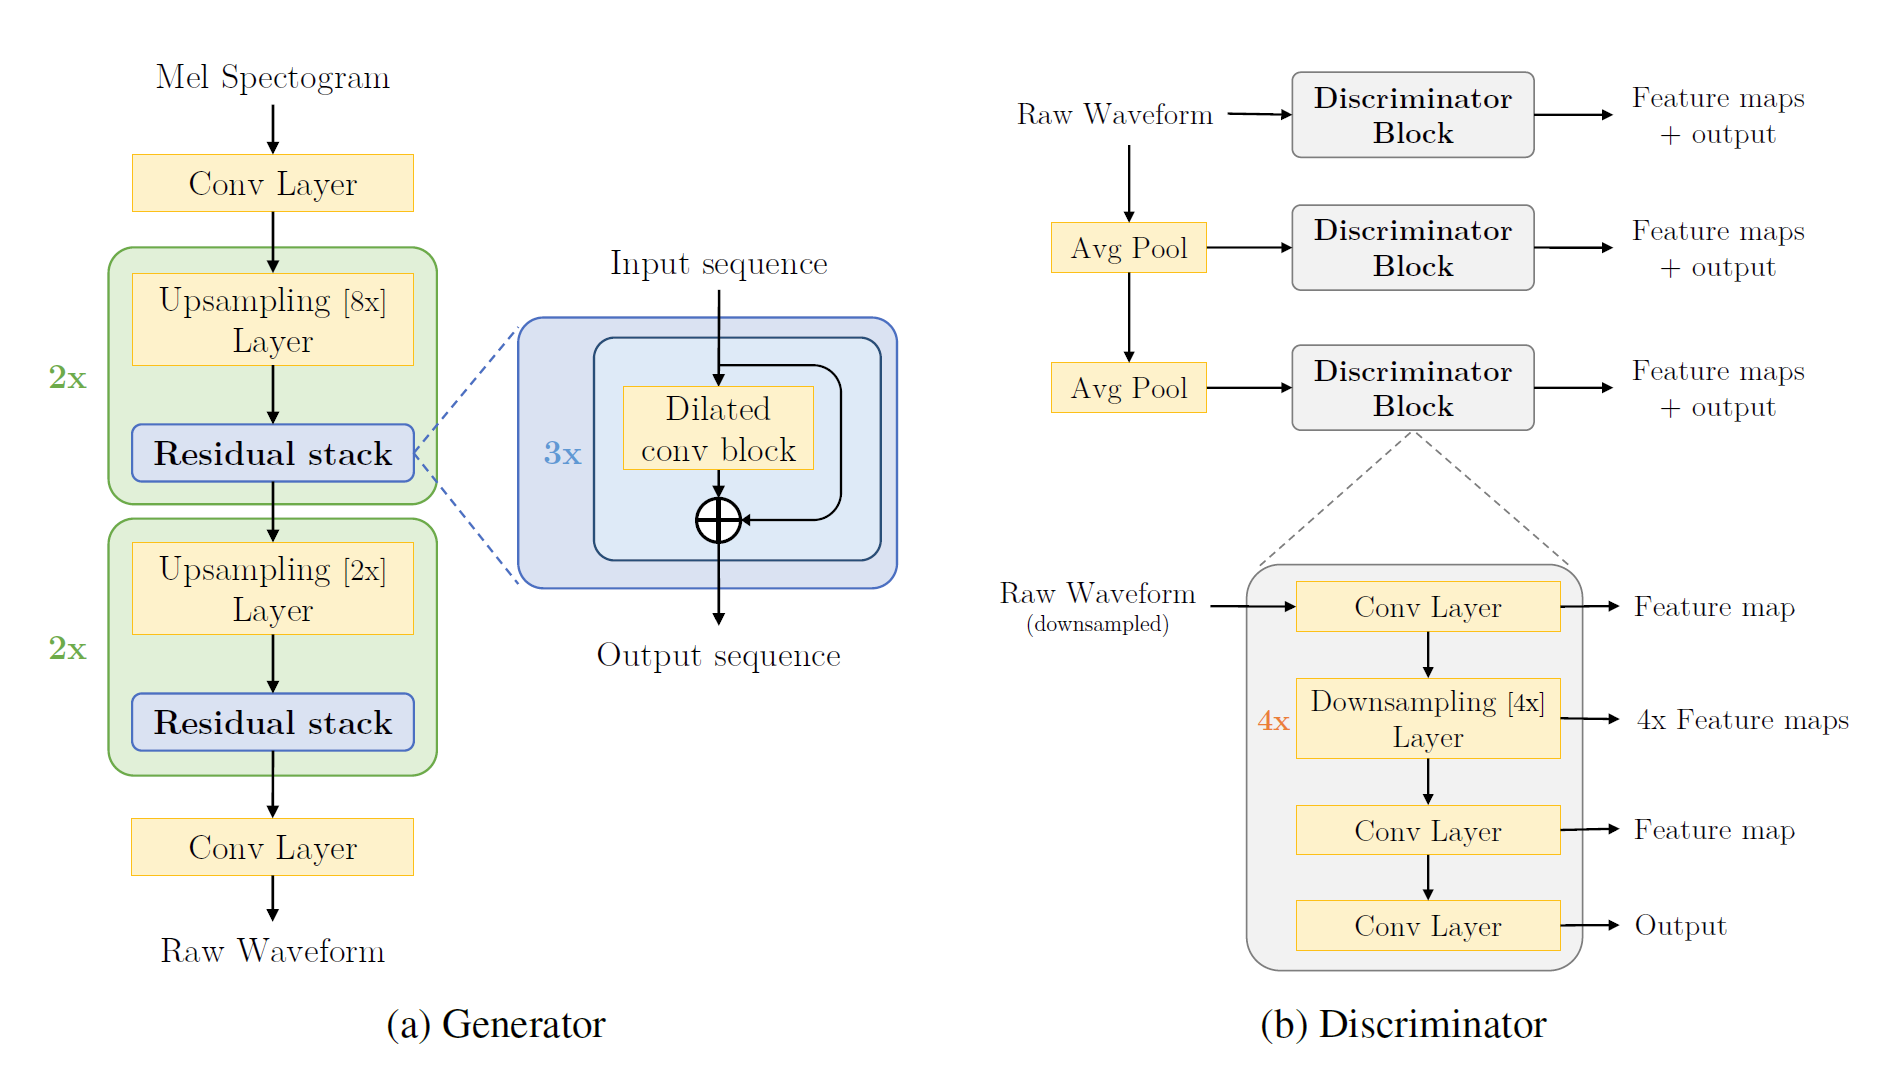 Mel Spectogram
Conv Layer
Upsampling [8x]
Layer
2x
Residual stack
Upsampling [2x]
Layer
2x
Residual stack
Conv Layer
Raw Waveform
Input sequence
Dilated
conv block
3x
Output sequence
(a) Generator
Raw Waveform
Discriminator
Block
Feature maps
+ output
Avg Pool
Discriminator
Block
Feature maps
+ output
Avg Pool
Discriminator
Block
Feature maps
+ output
Raw Waveform
(downsampled)
Conv Layer
Feature map
4x
Downsampling [4x]
Layer
4x Feature maps
Conv Layer
Feature map
Conv Layer
Output
(b) Discriminator